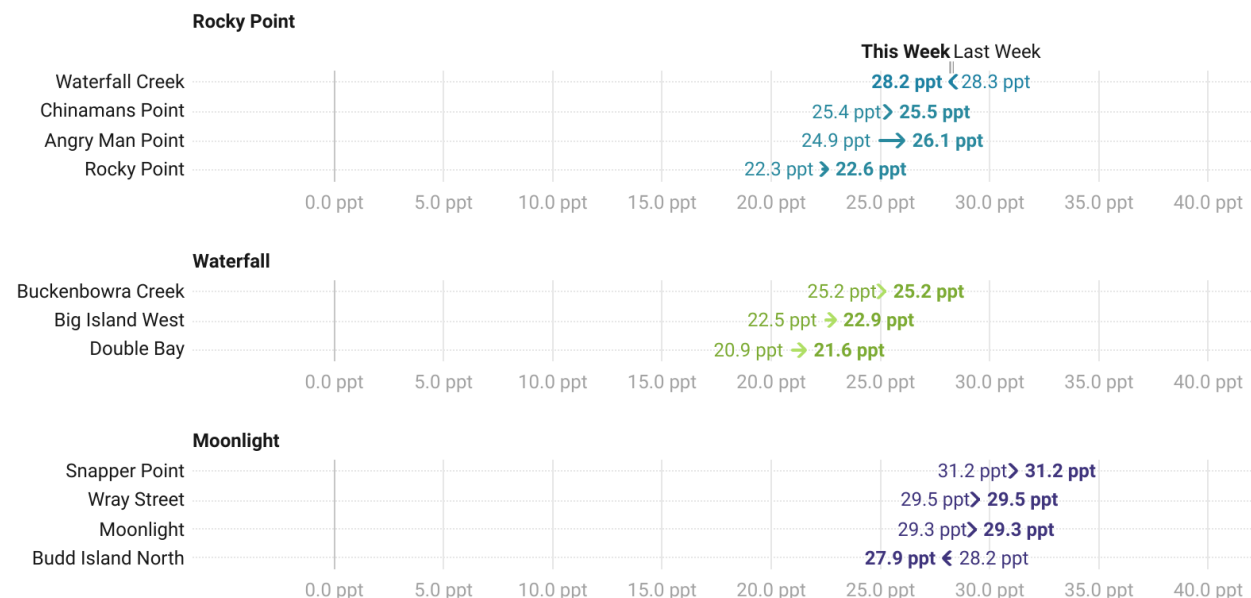 Rocky Point
This Week Last Week
Waterfall Creek 28.2 ppt 28.3 ppt
Chinamans Point 25.4 ppt 25.5 ppt
Angry Man Point 24.9 ppt 26.1 ppt
Rocky Point 22.3 ppt 22.6 ppt
0.0 ppt 5.0 ppt 10.0 ppt 15.0 ppt 20.0 ppt 25.0 ppt 30.0 ppt 35.0 ppt 40.0 ppt
Waterfall
Buckenbowra Creek 25.2 ppt 25.2 ppt
Big Island West 22.5 ppt 22.9 ppt
Double Bay 20.9 ppt 21.6 ppt
0.0 ppt 5.0 ppt 10.0 ppt 15.0 ppt 20.0 ppt 25.0 ppt 30.0 ppt 35.0 ppt 40.0 ppt
Moonlight
Snapper Point 31.2 ppt 31.2 ppt
Wray Street 29.5 ppt 29.5 ppt
Moonlight 29.3 ppt 29.3 ppt
Budd Island North 27.9 ppt 28.2 ppt
0.0 ppt 5.0 ppt 10.0 ppt 15.0 ppt 20.0 ppt 25.0 ppt 30.0 ppt 35.0 ppt 40.0 ppt